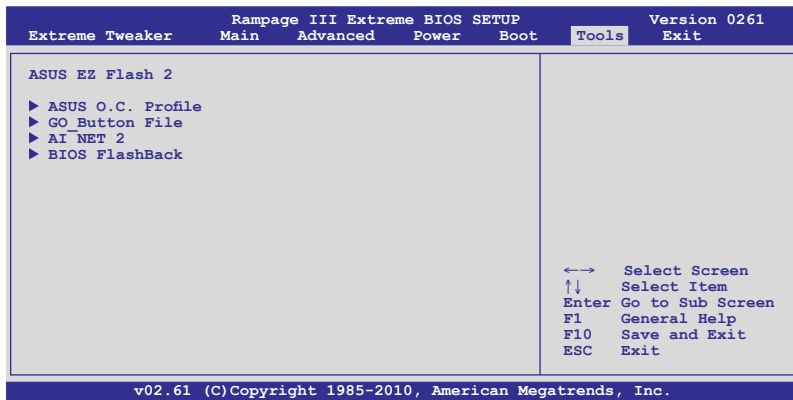 Rampage III Extreme BIOS SETUP Version 0261
Extreme Tweaker Main Advanced Power Boot Tools Exit
ASUS EZ Flash 2
▶ ASUS O.C. Profile
▶ GO_Button File
▶ AI NET 2
▶ BIOS FlashBack
←→ Select Screen
↑↓ Select Item
Enter Go to Sub Screen
F1 General Help
F10 Save and Exit
ESC Exit
v02.61 (C)Copyright 1985-2010, American Megatrends, Inc.